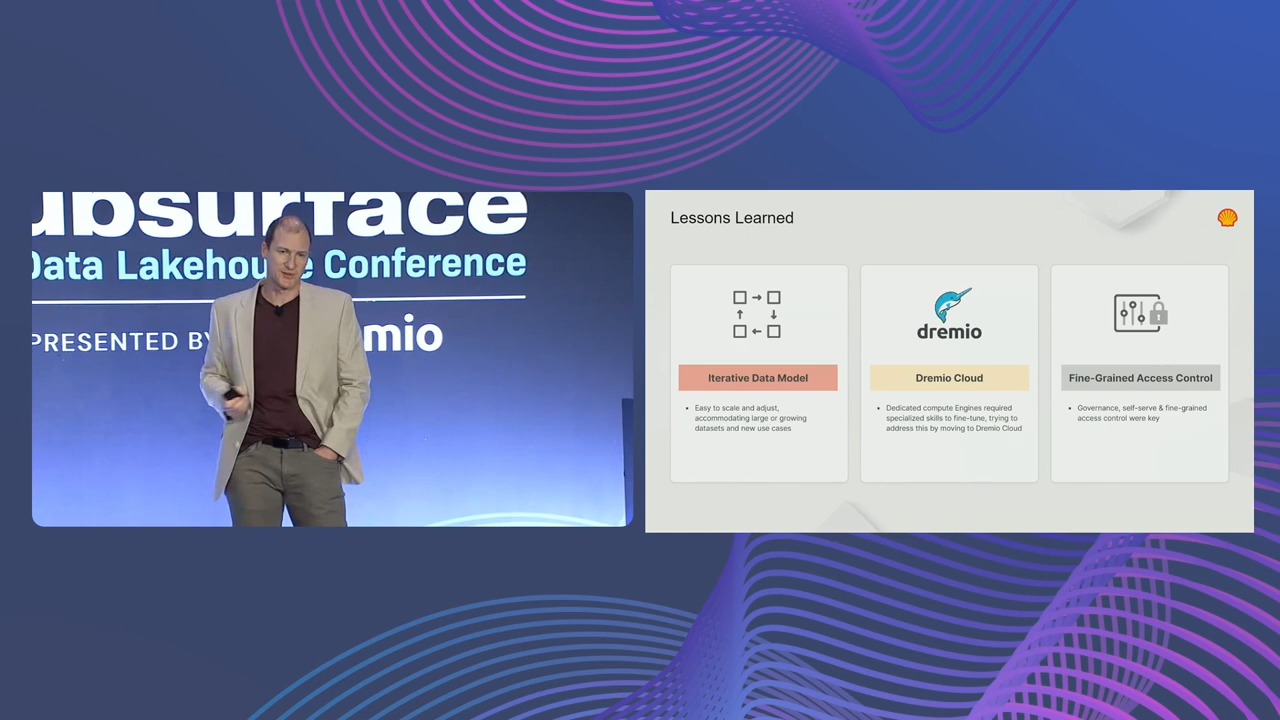 ubsurface
Data Lakehou e Conference
PRESENTED BY
mio
Lessons Learned
dremio
Iterative Data Model
• Easy to scale and adjust,
accommodating large or growing
datasets and new use cases
Dremio Cloud
• Dedicated compute Engines required
specialized skills to fine-tune, trying to
address this by moving to Dremio Cloud
Fine-Grained Access Control
• Governance, self-serve & fine-grained
access control were key